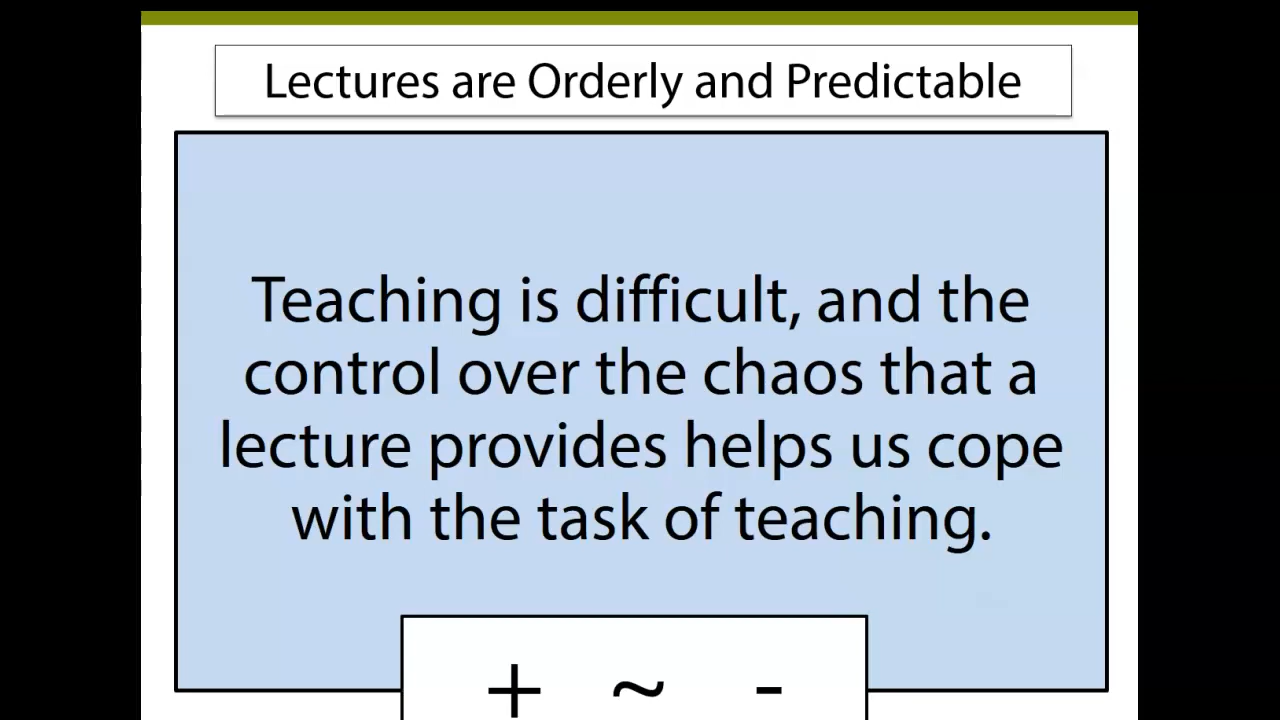 Lectures are Orderly and Predictable
Teaching is difficult, and the
control over the chaos that a
lecture provides helps us cope
with the task of teaching.
+ ~ -